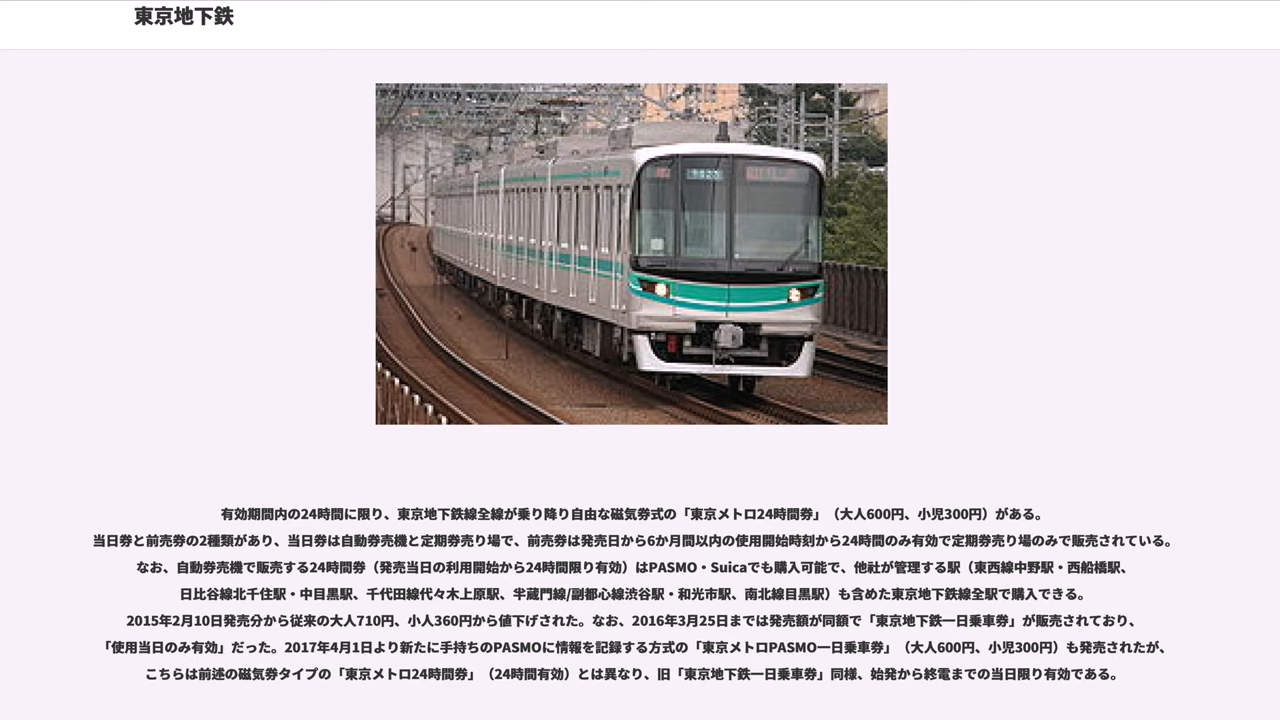 東京地下鉄
有効期間内の24時間に限り、東京地下鉄線全線が乗り降り自由な磁気券式の「東京メトロ24時間券」（大人600円、小児300円）がある。
当日券と前売券の2種類があり、当日券は自動券売機と定期券売り場で、前売券は発売日から6か月間以内の使用開始時刻から24時間のみ有効で定期券売り場のみで販売されている。
なお、自動券売機で販売する24時間券（発売当日の利用開始から24時間限り有効）はPASMO・Suicaでも購入可能で、他社が管理する駅（東西線中野駅・西船橋駅、
日比谷線北千住駅・中目黒駅、千代田線代々木上原駅、半蔵門線/副都心線渋谷駅・和光市駅、南北線目黒駅）も含めた東京地下鉄線全駅で購入できる。
2015年2月10日発売分から従来の大人710円、小人360円から値下げされた。なお、2016年3月25日までは発売額が同額で「東京地下鉄一日乗車券」が販売されており、
「使用当日のみ有効」だった。2017年4月1日より新たに手持ちのPASMOに情報を記録する方式の「東京メトロPASMO一日乗車券」（大人600円、小児300円）も発売されたが、
こちらは前述の磁気券タイプの「東京メトロ24時間券」（24時間有効）とは異なり、旧「東京地下鉄一日乗車券」同様、始発から終電までの当日限り有効である。